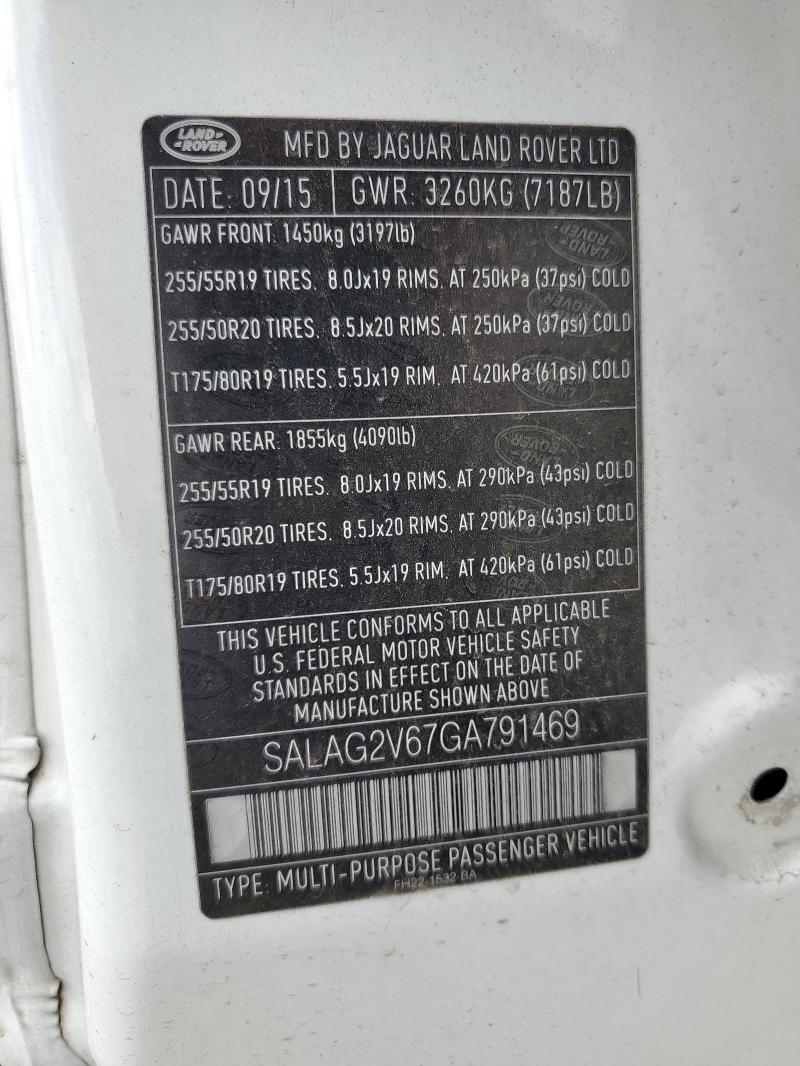 LAND-
-ROVER
MFD BY JAGUAR LAND ROVER LTD
DATE: 09/15 GWR: 3260KG (7187LB)
GAWR FRONT: 1450kg (3197lb)
255/55R19 TIRES, 8.0Jx19 RIMS, AT 250kPa (37psi) COLD
255/50R20 TIRES, 8.5Jx20 RIMS, AT 250kPa (37psi) COLD
T175/80R19 TIRES, 5.5Jx19 RIM, AT 420kPa (61psi) COLD
GAWR REAR: 1855kg (4090lb)
255/55R19 TIRES, 8.0Jx19 RIMS, AT 290kPa (43psi) COLD
255/50R20 TIRES, 8.5Jx20 RIMS, AT 290kPa (43psi) COLD
T175/80R19 TIRES, 5.5Jx19 RIM, AT 420kPa (61psi) COLD
THIS VEHICLE CONFORMS TO ALL APPLICABLE
U.S. FEDERAL MOTOR VEHICLE SAFETY
STANDARDS IN EFFECT ON THE DATE OF
MANUFACTURE SHOWN ABOVE
SALAG2V67GA791469
TYPE: MULTI-PURPOSE PASSENGER VEHICLE
FH22-1532-BA